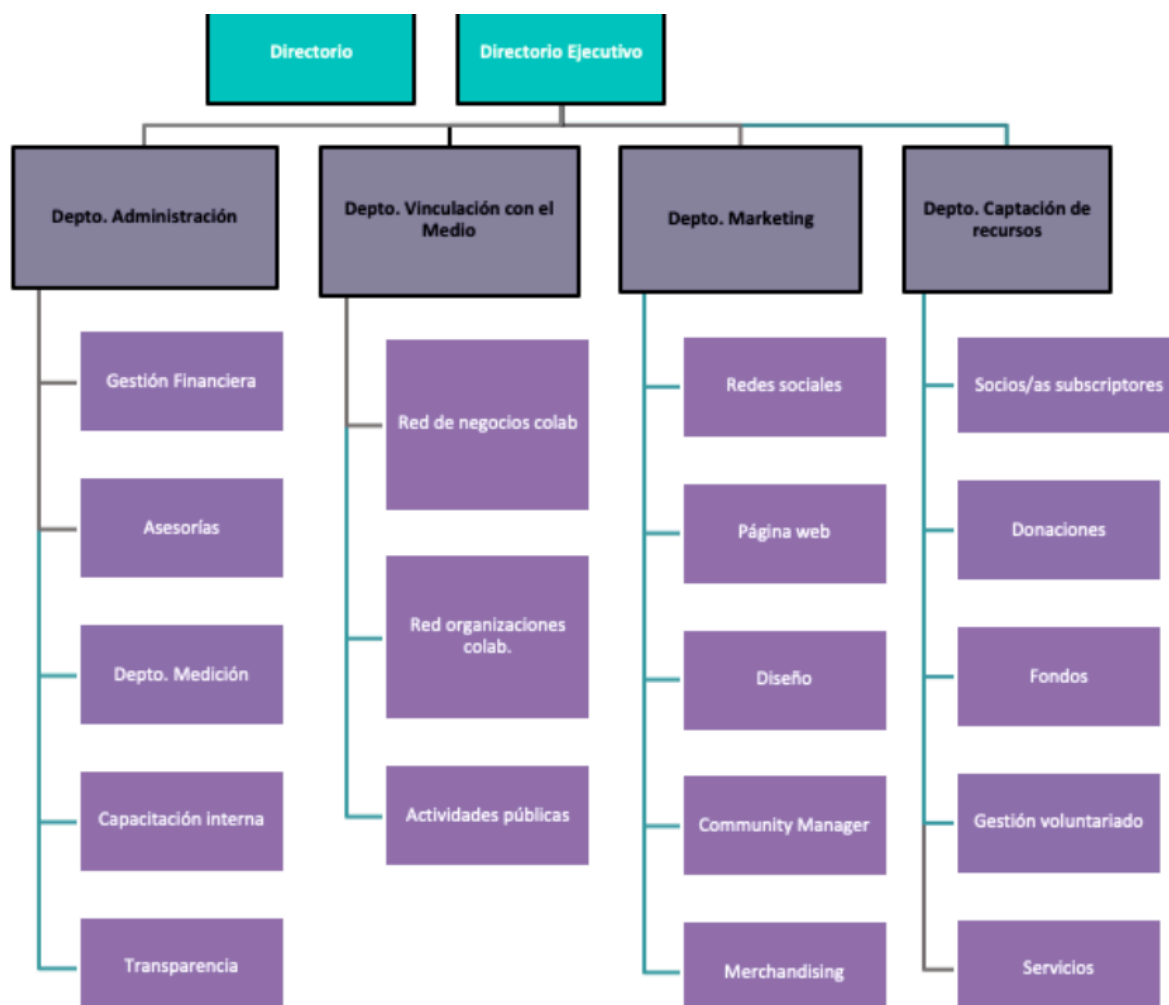 Directorio
Directorio Ejecutivo
Depto. Administración
Depto. Vinculación con el
Medio
Depto. Marketing
Depto. Captación de
recursos
Gestión Financiera
Asesorías
Depto. Medición
Capacitación interna
Transparencia
Red de negocios colab
Red organizaciones
colab.
Actividades públicas
Redes sociales
Página web
Diseño
Community Manager
Merchandising
Socios/as subscriptores
Donaciones
Fondos
Gestión voluntariado
Servicios